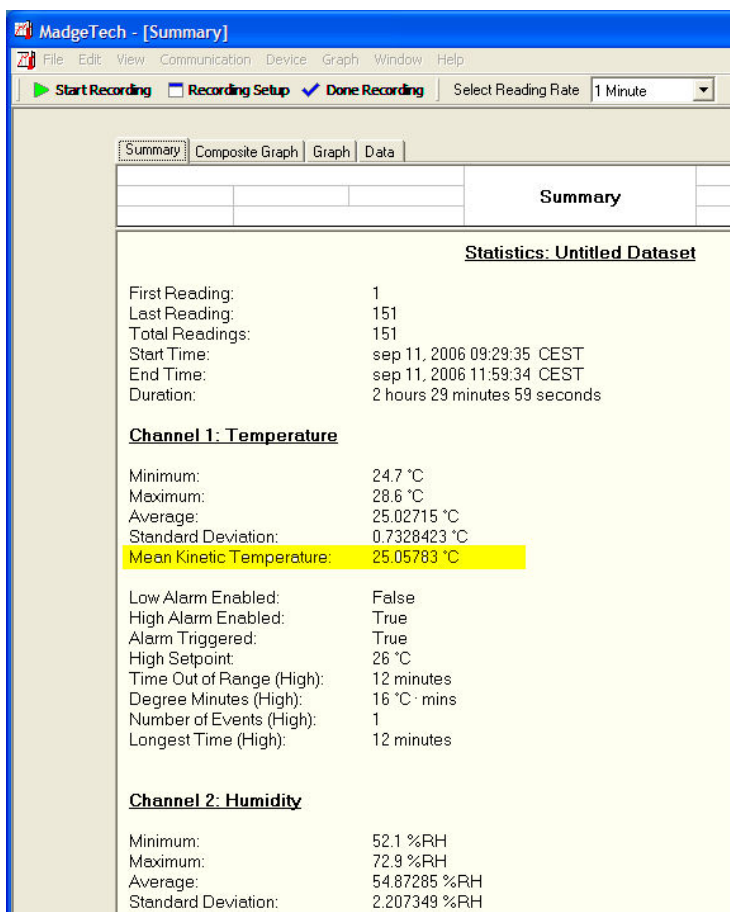 MadgeTech - [Summary]
File Edit View Communication Device Graph Window Help
Start Recording Recording Setup Done Recording Select Reading Rate 1 Minute
Summary Composite Graph Graph Data
Summary
Statistics: Untitled Dataset
First Reading: 1
Last Reading: 151
Total Readings: 151
Start Time: sep 11, 2006 09:29:35 CEST
End Time: sep 11, 2006 11:59:34 CEST
Duration: 2 hours 29 minutes 59 seconds
Channel 1: Temperature
Minimum: 24.7 °C
Maximum: 28.6 °C
Average: 25.02715 °C
Standard Deviation: 0.7328423 °C
Mean Kinetic Temperature: 25.05783 °C
Low Alarm Enabled: False
High Alarm Enabled: True
Alarm Triggered: True
High Setpoint: 26 °C
Time Out of Range (High): 12 minutes
Degree Minutes (High): 16 °C · mins
Number of Events (High): 1
Longest Time (High): 12 minutes
Channel 2: Humidity
Minimum: 52.1 %RH
Maximum: 72.9 %RH
Average: 54.87285 %RH
Standard Deviation: 2.207349 %RH